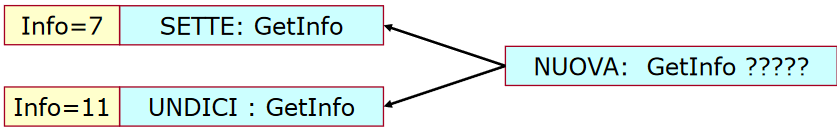 Info=7 SETTE: GetInfo
NUOVA: GetInfo ?????
Info=11 UNDICI : GetInfo